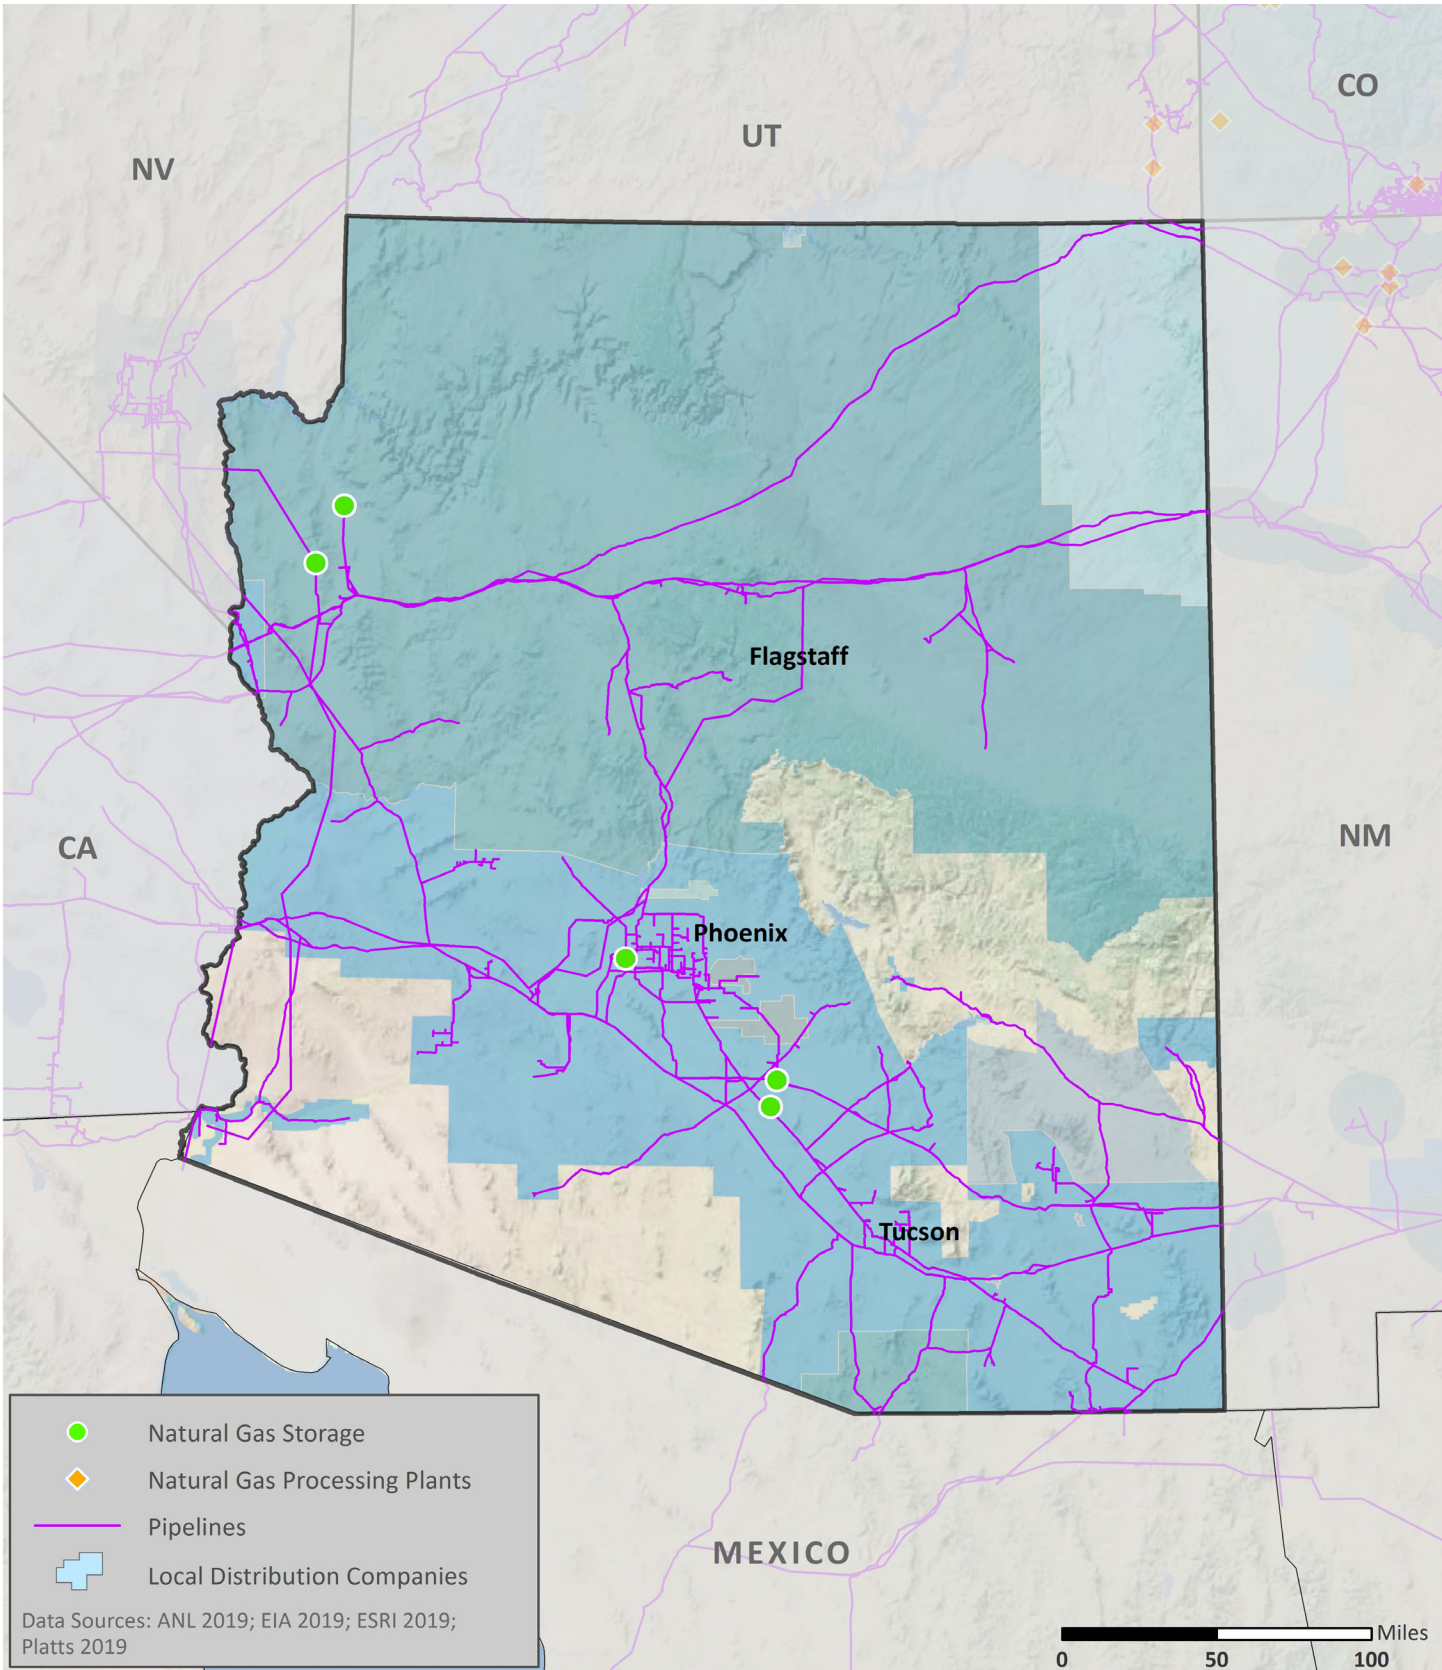 CO
UT
NV
Flagstaff
CA
NM
Phoenix
Tucson
Natural Gas Storage
Natural Gas Processing Plants
Pipelines
Local Distribution Companies
Data Sources: ANL 2019; EIA 2019; ESRI 2019;
Platts 2019
MEXICO
Miles
0 50 100